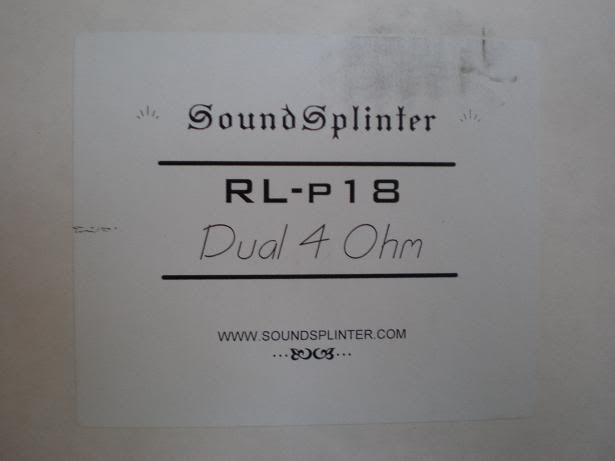 SoundSplinter
RL-P18
Dual 4 Ohm
WWW.SOUNDSPLINTER.COM